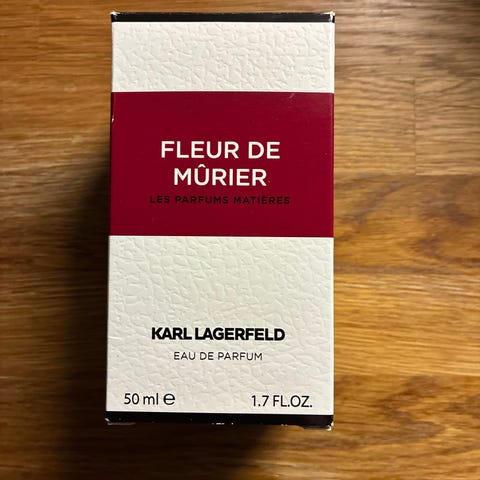 FLEUR DE
MÛRIER
LES PARFUMS MATIÈRES
KARL LAGERFELD
EAU DE PARFUM
50 ml ℮ 1.7 FL.OZ.